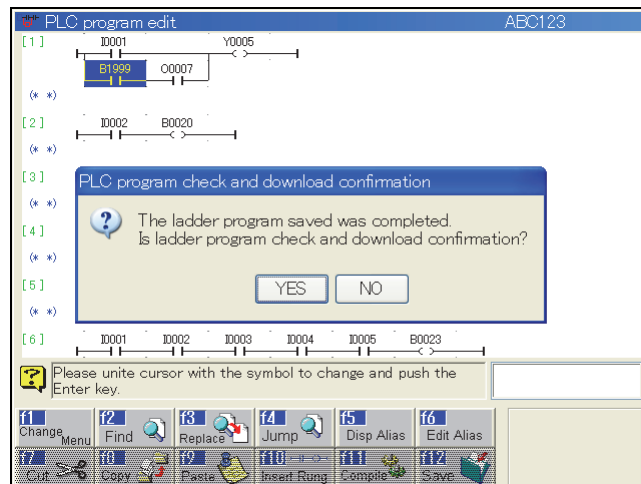 PLC program edit ABC123
[1] I0001 Y0005
B1999 O0007
(* *)
[2] I0002 B0020
(* *)
[3]
PLC program check and download confirmation
(* *)
The ladder program saved was completed.
[4]
Is ladder program check and download confirmation?
(* *)
[5]
YES NO
(* *)
[6] I0001 I0002 I0003 I0004 I0005 B0023
Please unite cursor with the symbol to change and push the
Enter key.
f1 f2 f3 f4 f5 f6
Change Menu Find Replace Jump Disp Alias Edit Alias
f7 f8 f9 f10 f11 f12
Cut Copy Paste Insert Rung Compile Save